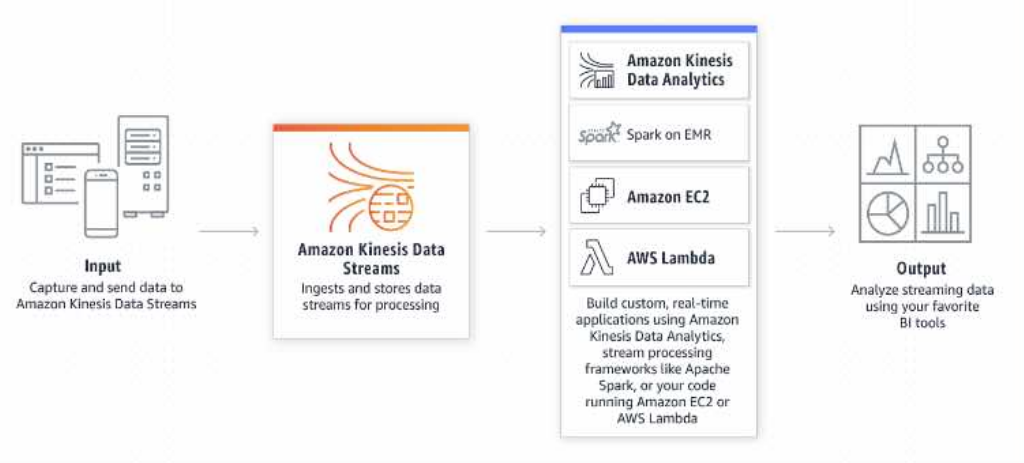 Input
Capture and send data to
Amazon Kinesis Data Streams
Amazon Kinesis Data
Streams
Ingests and stores data
streams for processing
Amazon Kinesis
Data Analytics
Spark
Spark on EMR
Amazon EC2
AWS Lambda
Build custom, real-time
applications using Amazon
Kinesis Data Analytics,
stream processing
frameworks like Apache
Spark, or your code
running Amazon EC2 or
AWS Lambda
Output
Analyze streaming data
using your favorite
BI tools